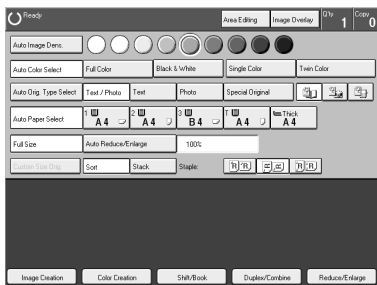 Ready Area Editing Image Overlay Q'ty 1 Copy 0
Auto Image Dens.
Auto Color Select Full Color Black & White Single Color Twin Color
Auto Orig. Type Select Text / Photo Text Photo Special Original
Auto Paper Select 1 A4 2 A4 3 B4 T A4 Thick A4
Full Size Auto Reduce/Enlarge 100%
Custom Size Orig. Sort Stack Staple:
Image Creation Color Creation Shift/Book Duplex/Combine Reduce/Enlarge